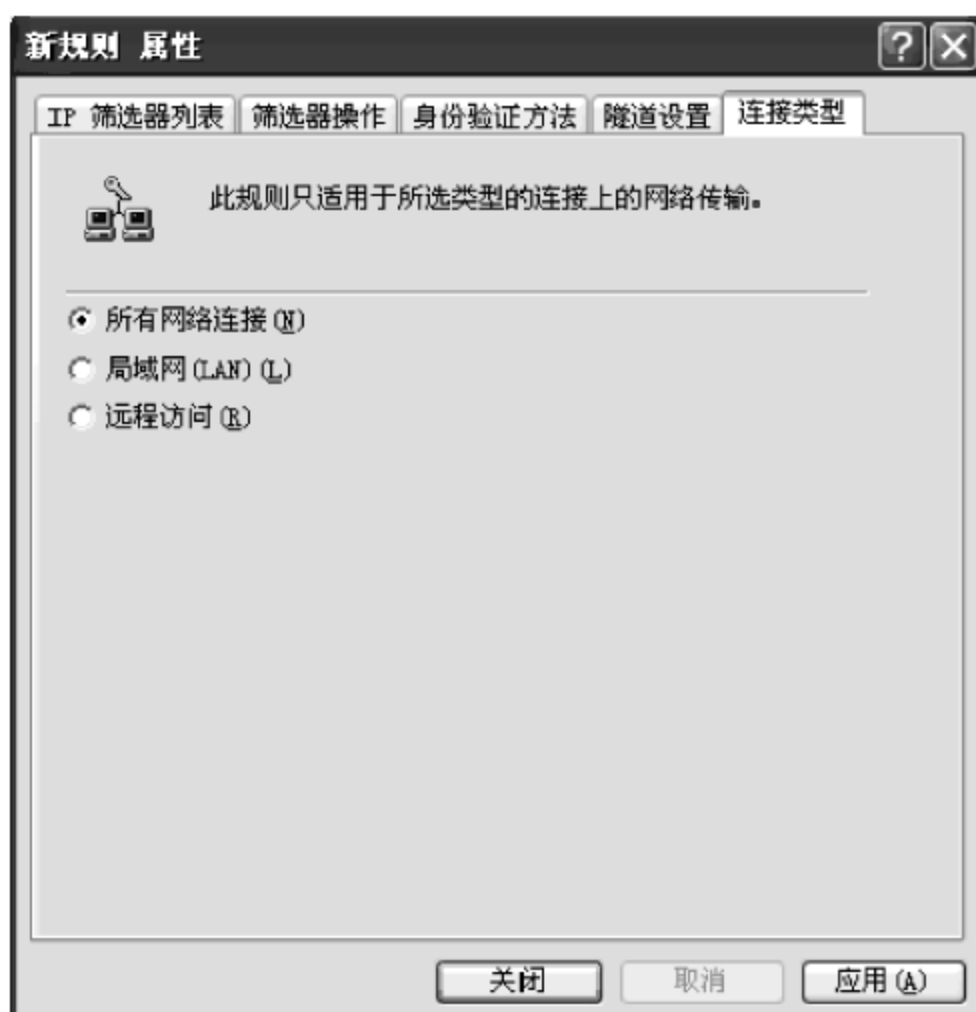 新规则 属性
IP 筛选器列表 筛选器操作 身份验证方法 隧道设置 连接类型
此规则只适用于所选类型的连接上的网络传输。
所有网络连接(N)
局域网(LAN)(L)
远程访问(R)
关闭 取消 应用(A)